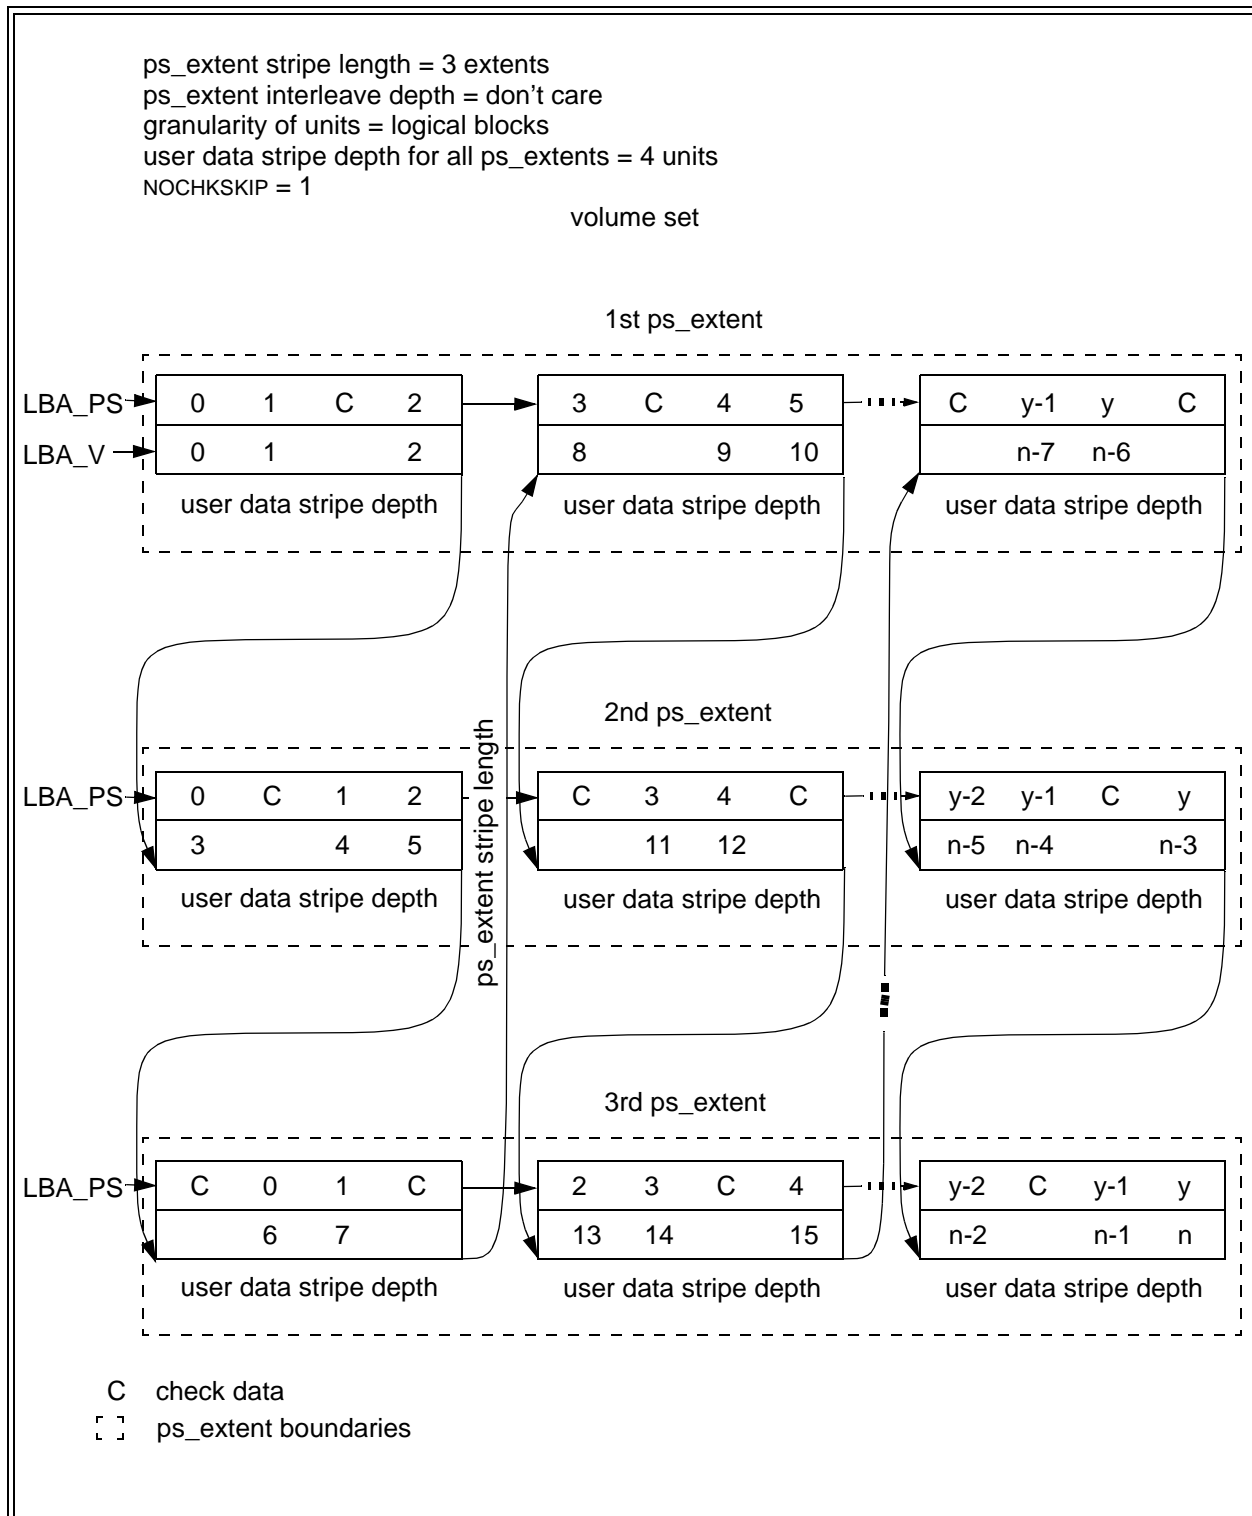 ps_extent stripe length = 3 extents
ps_extent interleave depth = don't care
granularity of units = logical blocks
user data stripe depth for all ps_extents = 4 units
NOCHKSKIP = 1
volume set
1st ps_extent
LBA_PS 0 1 C 2 3 C 4 5 C y-1 y C
LBA_V 0 1 2 8 9 10 n-7 n-6
user data stripe depth user data stripe depth user data stripe depth
2nd ps_extent
ps_extent stripe length
LBA_PS 0 C 1 2 C 3 4 C y-2 y-1 C y
3 4 5 11 12 n-5 n-4 n-3
user data stripe depth user data stripe depth user data stripe depth
3rd ps_extent
LBA_PS C 0 1 C 2 3 C 4 y-2 C y-1 y
6 7 13 14 15 n-2 n-1 n
user data stripe depth user data stripe depth user data stripe depth
C check data
ps_extent boundaries